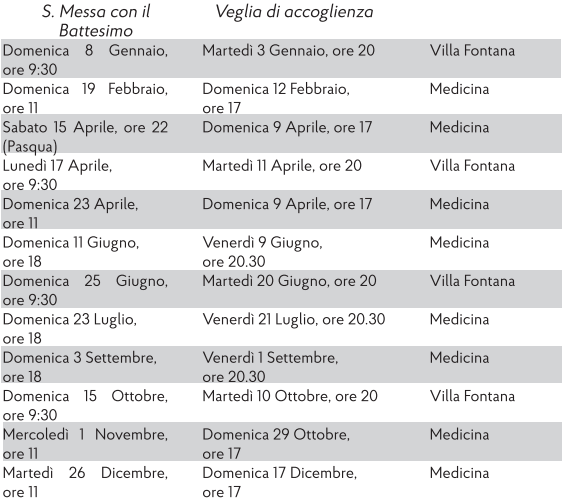 S. Messa con il Veglia di accoglienza
Battesimo
Domenica 8 Gennaio, Martedì 3 Gennaio, ore 20 Villa Fontana
ore 9:30
Domenica 19 Febbraio, Domenica 12 Febbraio, Medicina
ore 11 ore 17
Sabato 15 Aprile, ore 22 Domenica 9 Aprile, ore 17 Medicina
(Pasqua)
Lunedì 17 Aprile, Martedì 11 Aprile, ore 20 Villa Fontana
ore 9:30
Domenica 23 Aprile, Domenica 9 Aprile, ore 17 Medicina
ore 11
Domenica 11 Giugno, Venerdì 9 Giugno, Medicina
ore 18 ore 20.30
Domenica 25 Giugno, Martedì 20 Giugno, ore 20 Villa Fontana
ore 9:30
Domenica 23 Luglio, Venerdì 21 Luglio, ore 20.30 Medicina
ore 18
Domenica 3 Settembre, Venerdì 1 Settembre, Medicina
ore 18 ore 20.30
Domenica 15 Ottobre, Martedì 10 Ottobre, ore 20 Villa Fontana
ore 9:30
Mercoledì 1 Novembre, Domenica 29 Ottobre, Medicina
ore 11 ore 17
Martedì 26 Dicembre, Domenica 17 Dicembre, Medicina
ore 11 ore 17